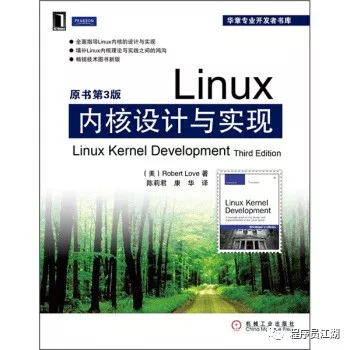 PEARSON
华章专业开发者书库
全面指导Linux内核的设计与实现
填补Linux内核理论与实践之间的鸿沟
畅销技术图书新版
原书第3版
Linux
内核设计与实现
Linux Kernel Development Third Edition
（美）Robert Love 著
陈莉君 康华 译
Linux Kernel
Development
机械工业出版社
China Machine Press
程序员江湖